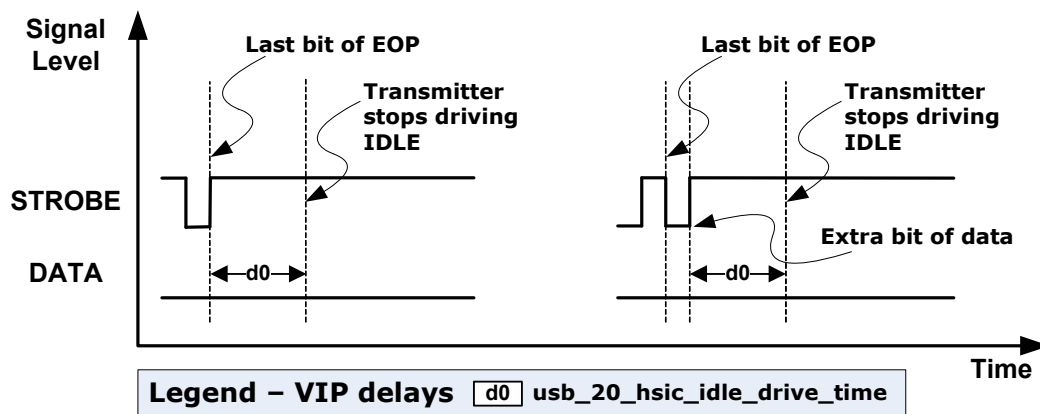 Signal
Level
Last bit of EOP
Transmitter
stops driving
IDLE
Last bit of EOP
Transmitter
stops driving
IDLE
STROBE
Extra bit of data
DATA
d0
d0
Time
Legend – VIP delays d0 usb_20_hsic_idle_drive_time